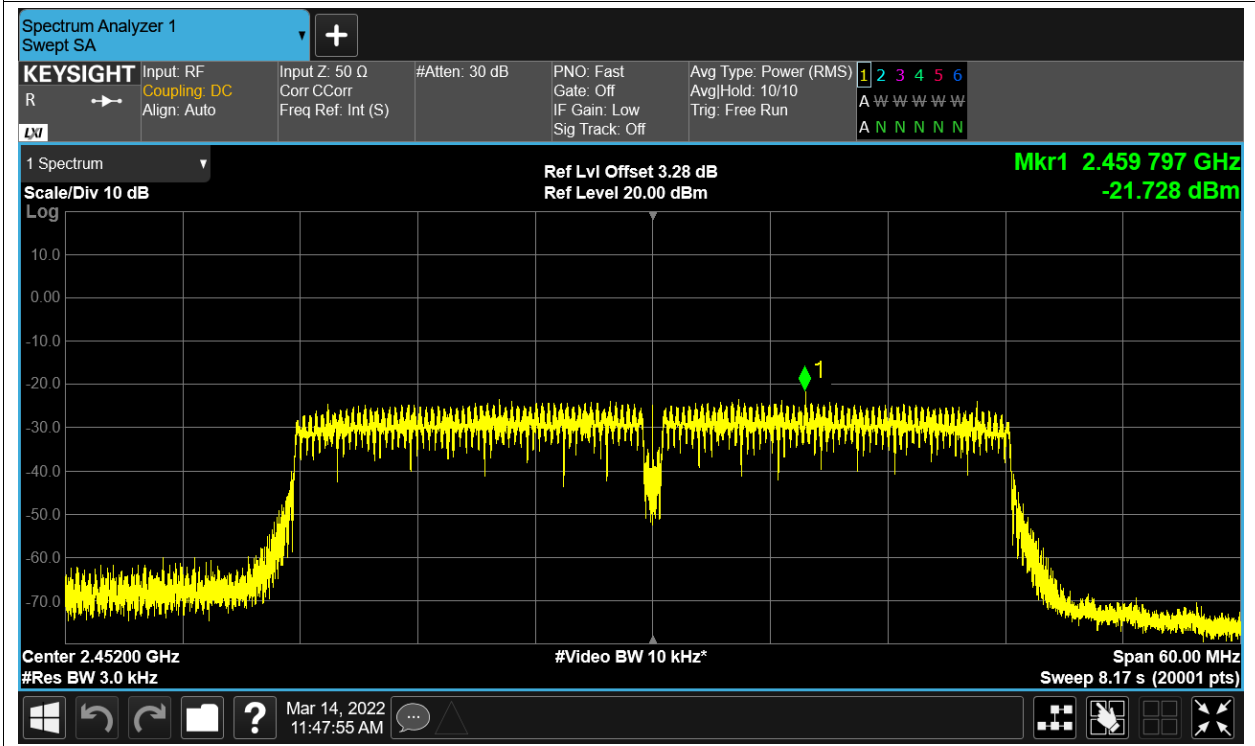 Spectrum Analyzer 1
Swept SA
KEYSIGHT
R
LXI
Input: RF
Coupling: DC
Align: Auto
Input Z: 50 Ω
Corr CCorr
Freq Ref: Int (S)
#Atten: 30 dB
PNO: Fast
Gate: Off
IF Gain: Low
Sig Track: Off
Avg Type: Power (RMS)
Avg|Hold: 10/10
Trig: Free Run
1 2 3 4 5 6
A W W W W W
A N N N N N
1 Spectrum
Scale/Div 10 dB
Log
Ref Lvl Offset 3.28 dB
Ref Level 20.00 dBm
Mkr1 2.459 797 GHz
-21.728 dBm
10.0
0.00
-10.0
-20.0
-30.0
-40.0
-50.0
-60.0
-70.0
1
Center 2.45200 GHz
#Res BW 3.0 kHz
#Video BW 10 kHz*
Span 60.00 MHz
Sweep 8.17 s (20001 pts)
?
Mar 14, 2022
11:47:55 AM